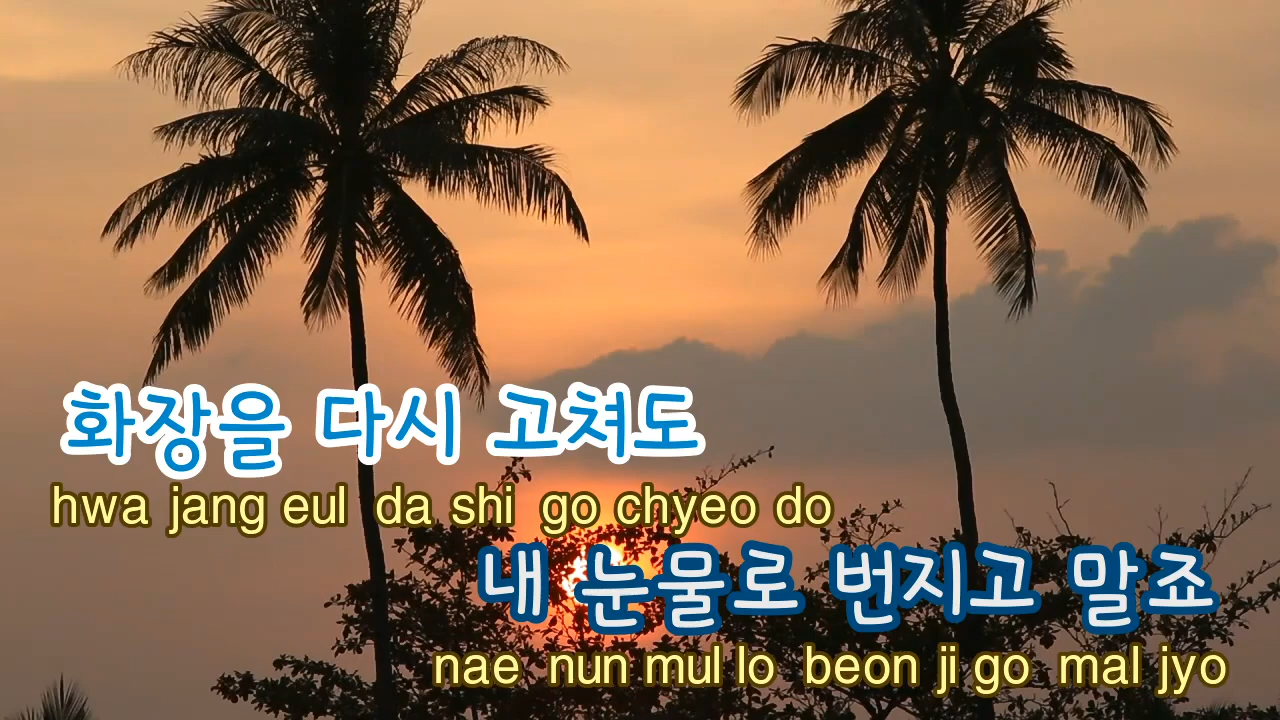 화장을 다시 고쳐도
hwa jang eul da shi go chyeo do
내 눈물로 번지고 말죠
nae nun mul lo beon ji go mal jyo